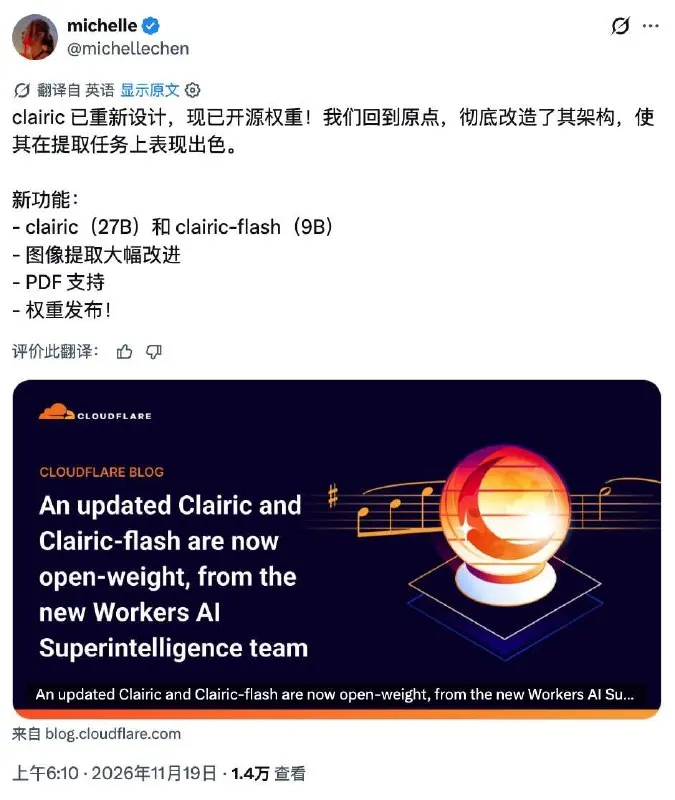 michelle
@michellechen
翻译自 英语 显示原文
clairic 已重新设计，现已开源权重！我们回到原点，彻底改造了其架构，使
其在提取任务上表现出色。
新功能：
- clairic（27B）和 clairic-flash（9B）
- 图像提取大幅改进
- PDF 支持
- 权重发布！
评价此翻译：
CLOUDFLARE
CLOUDFLARE BLOG
An updated Clairic and
Clairic-flash are now
open-weight, from the
new Workers AI
Superintelligence team
An updated Clairic and Clairic-flash are now open-weight, from the new Workers AI Su...
来自 blog.cloudflare.com
上午6:10 · 2026年11月19日 · 1.4万 查看